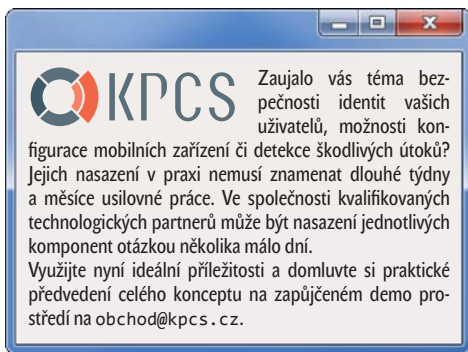 KPCS
Zaujalo vás téma bez-
pečnosti identit vašich
uživatelů, možnosti kon-
figurace mobilních zařízení či detekce škodlivých útoků?
Jejich nasazení v praxi nemusí znamenat dlouhé týdny
a měsíce usilovné práce. Ve společnosti kvalifikovaných
technologických partnerů může být nasazení jednotlivých
komponent otázkou několika málo dní.
Využijte nyní ideální příležitosti a domluvte si praktické
předvedení celého konceptu na zapůjčeném demo pro-
středí na obchod@kpcs.cz.